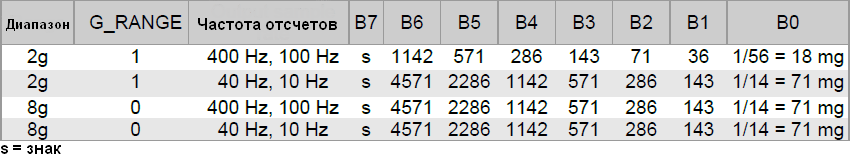 Диапазон G_RANGE Частота отсчетов B7 B6 B5 B4 B3 B2 B1 B0
2g 1 400 Hz, 100 Hz s 1142 571 286 143 71 36 1/56 = 18 mg
2g 1 40 Hz, 10 Hz s 4571 2286 1142 571 286 143 1/14 = 71 mg
8g 0 400 Hz, 100 Hz s 4571 2286 1142 571 286 143 1/14 = 71 mg
8g 0 40 Hz, 10 Hz s 4571 2286 1142 571 286 143 1/14 = 71 mg
s = знак